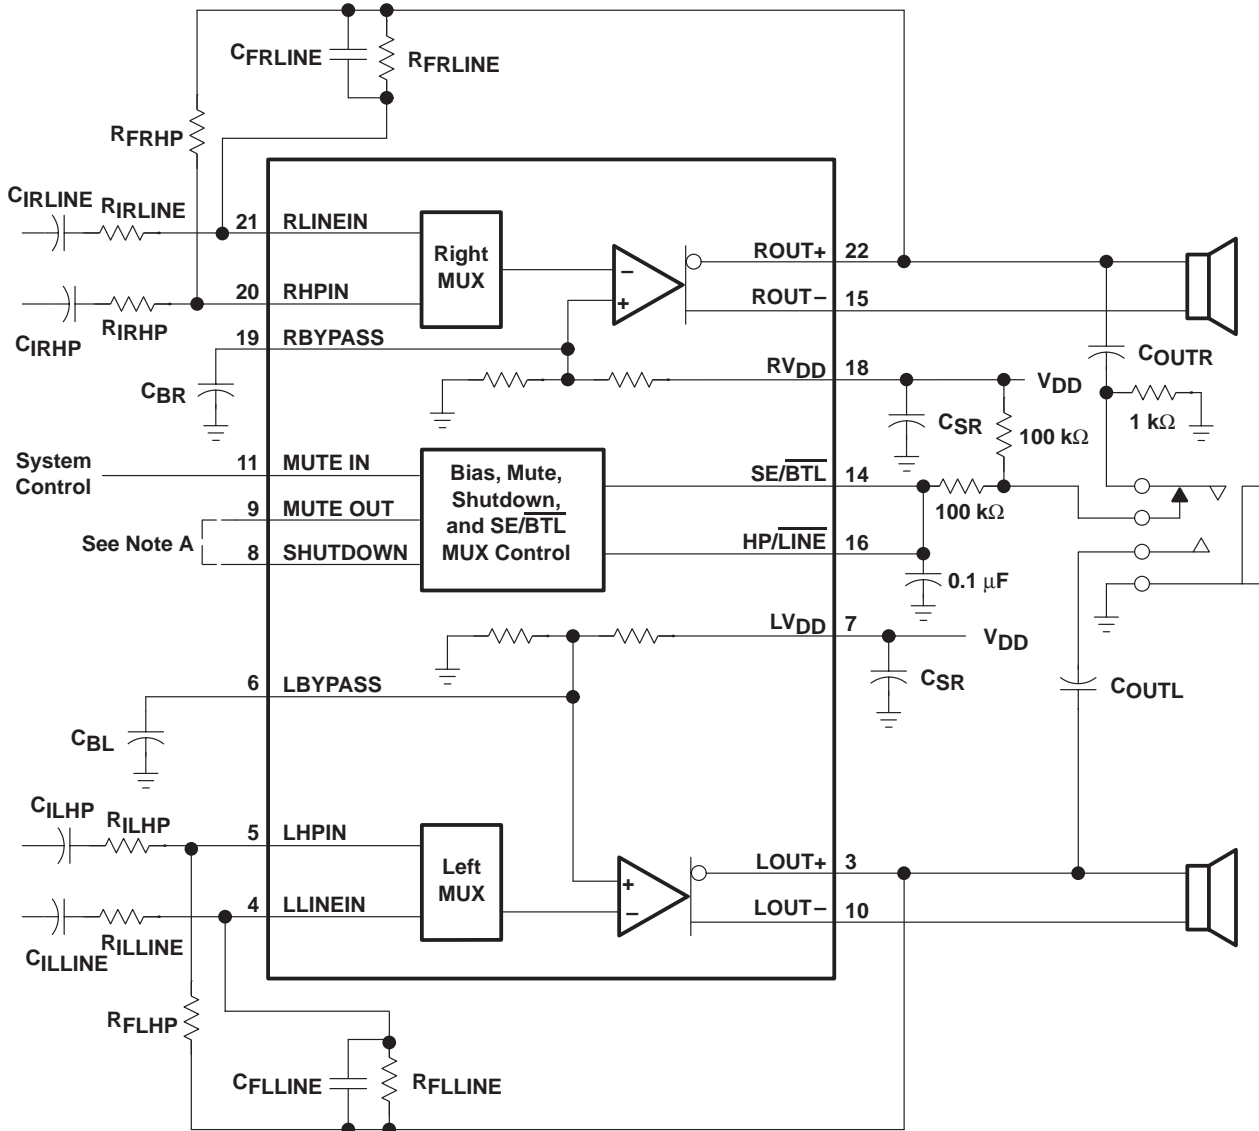 CFRLINE
RFRLINE
RFRHP
CIRLINE
RIRLINE
21 RLINEIN
Right
MUX
–
+
ROUT+ 22
20 RHPIN
ROUT– 15
CIRHP
RIRHP
19 RBYPASS
COUTR
CBR
RVDD 18
VDD
CSR
100 kΩ
1 kΩ
System
Control
11 MUTE IN
Bias, Mute,
Shutdown,
and SE/BTL
MUX Control
SE/BTL 14
100 kΩ
9 MUTE OUT
See Note A
8 SHUTDOWN
HP/LINE 16
0.1 μF
LVDD 7
VDD
CSR
6 LBYPASS
COUTL
CBL
CILHP
RILHP
5 LHPIN
Left
MUX
+
–
LOUT+ 3
4 LLINEIN
LOUT– 10
CILLINE
RILLINE
RFLHP
CFLLINE
RFLLINE